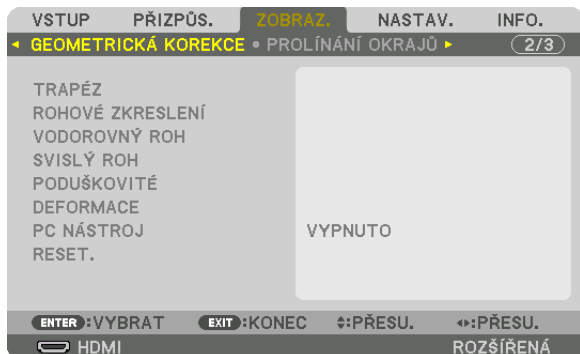 VSTUP PŘIZPŮS. ZOBRAZ. NASTAV. INFO.
GEOMETRICKÁ KOREKCE • PROLÍNÁNÍ OKRAJŮ 2/3
TRAPÉZ
ROHOVÉ ZKRESLENÍ
VODOROVNÝ ROH
SVISLÝ ROH
PODUŠKOVITÉ
DEFORMACE
PC NÁSTROJ VYPNUTO
RESET.
ENTER :VYBRAT EXIT :KONEC :PŘESU. :PŘESU.
HDMI ROZŠÍŘENÁ